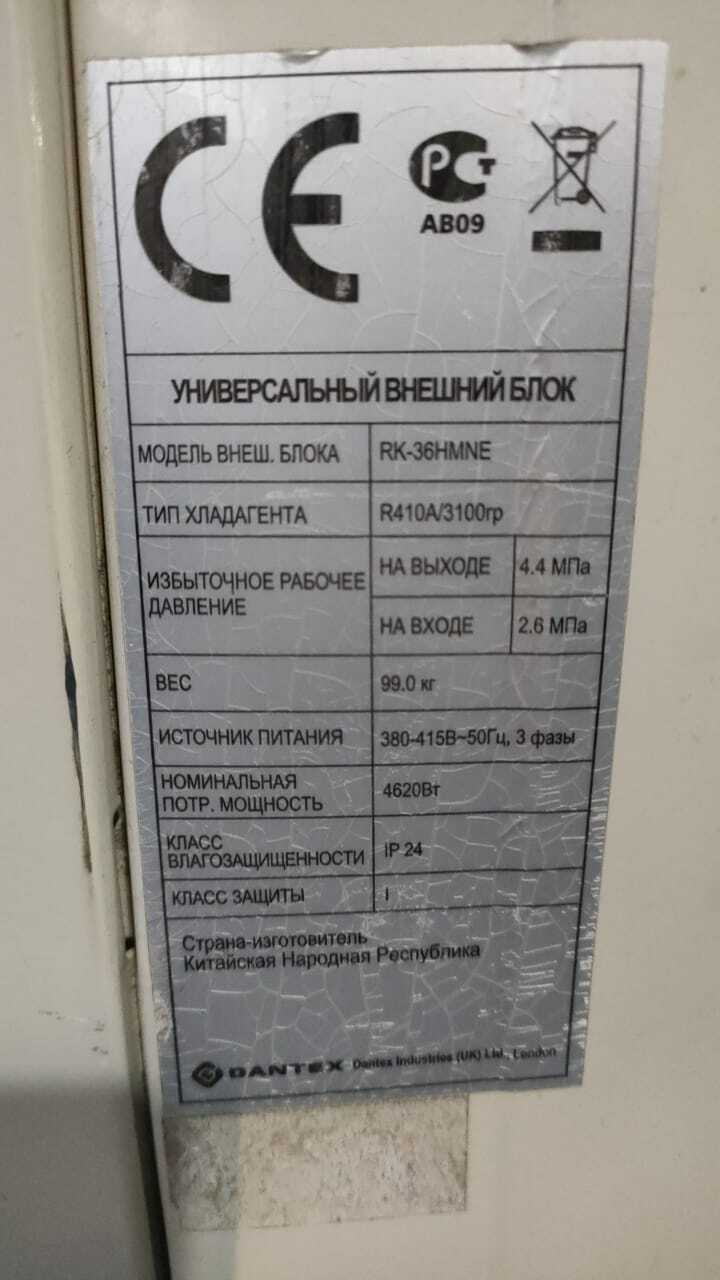 CE
РСТ
АВ09
УНИВЕРСАЛЬНЫЙ ВНЕШНИЙ БЛОК
МОДЕЛЬ ВНЕШ. БЛОКА RK-36HMNE
ТИП ХЛАДАГЕНТА R410A/3100гр
ИЗБЫТОЧНОЕ РАБОЧЕЕ
ДАВЛЕНИЕ
НА ВЫХОДЕ 4.4 МПа
НА ВХОДЕ 2.6 МПа
ВЕС 99.0 кг
ИСТОЧНИК ПИТАНИЯ 380-415В~50Гц, 3 фазы
НОМИНАЛЬНАЯ
ПОТР. МОЩНОСТЬ 4620Вт
КЛАСС
ВЛАГОЗАЩИЩЕННОСТИ IP 24
КЛАСС ЗАЩИТЫ I
Страна-изготовитель
Китайская Народная Республика
DANTEX Dantex Industries (UK) Ltd., London